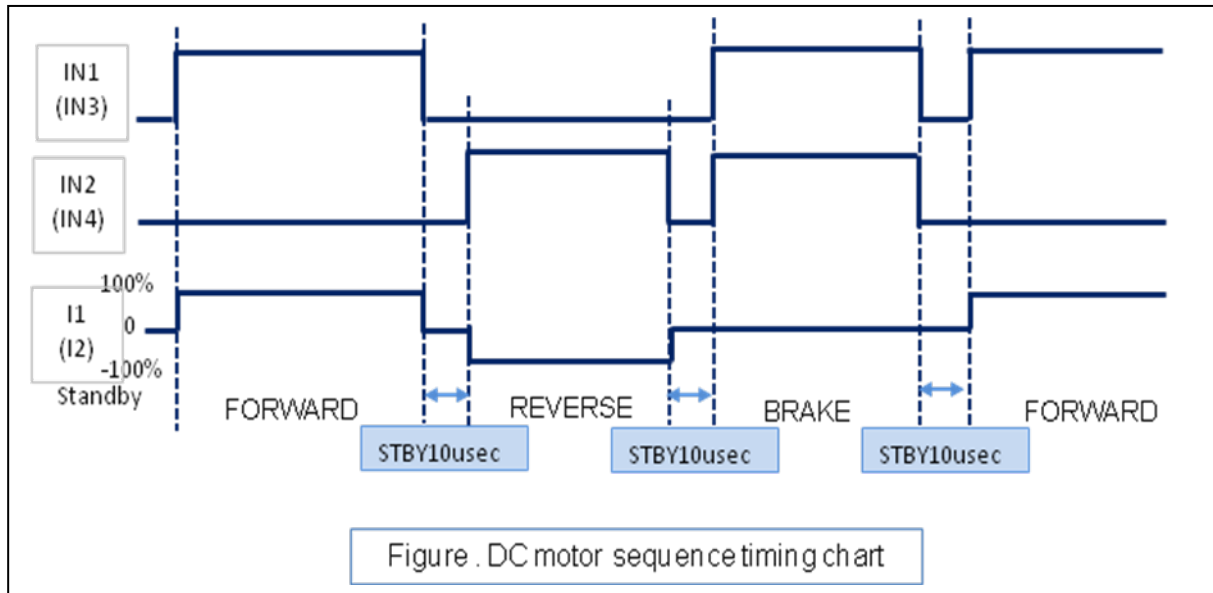 IN1
(IN3)
IN2
(IN4)
100%
I1
0
(I2)
-100%
Standby
FORWARD
REVERSE
BRAKE
FORWARD
STBY10usec
STBY10usec
STBY10usec
Figure . DC motor sequence timing chart